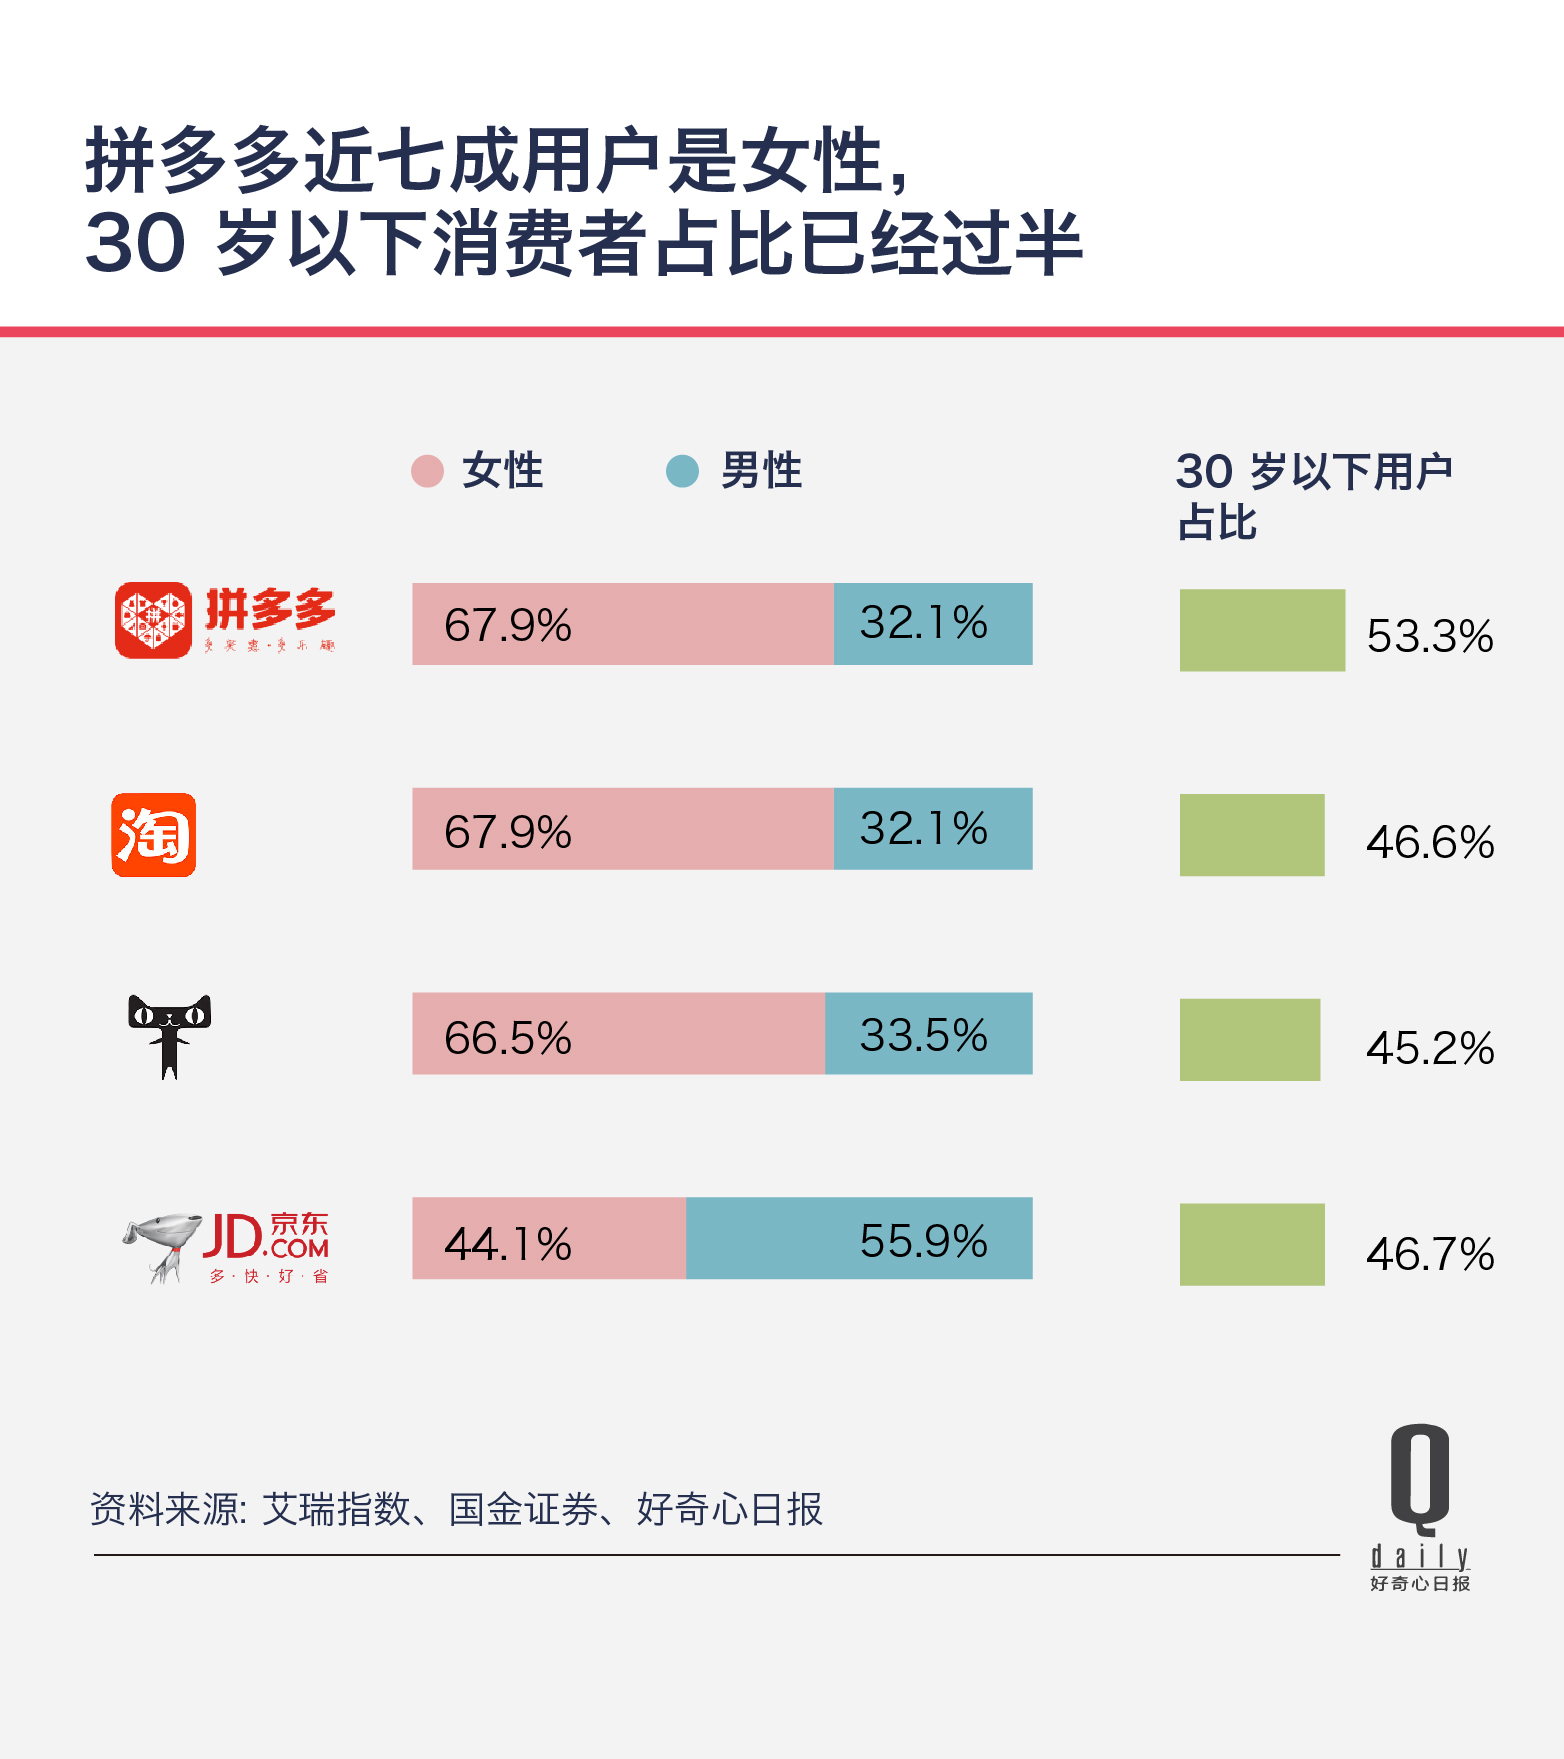 拼多多近七成用户是女性,
30 岁以下消费者占比已经过半
女性 男性
30 岁以下用户
占比
拼
拼多多
67.9% 32.1% 53.3%
淘 67.9% 32.1% 46.6%
66.5% 33.5% 45.2%
JD 京东
.COM
多·快·好·省
44.1% 55.9% 46.7%
资料来源: 艾瑞指数、国金证券、好奇心日报
Q
daily
好奇心日报